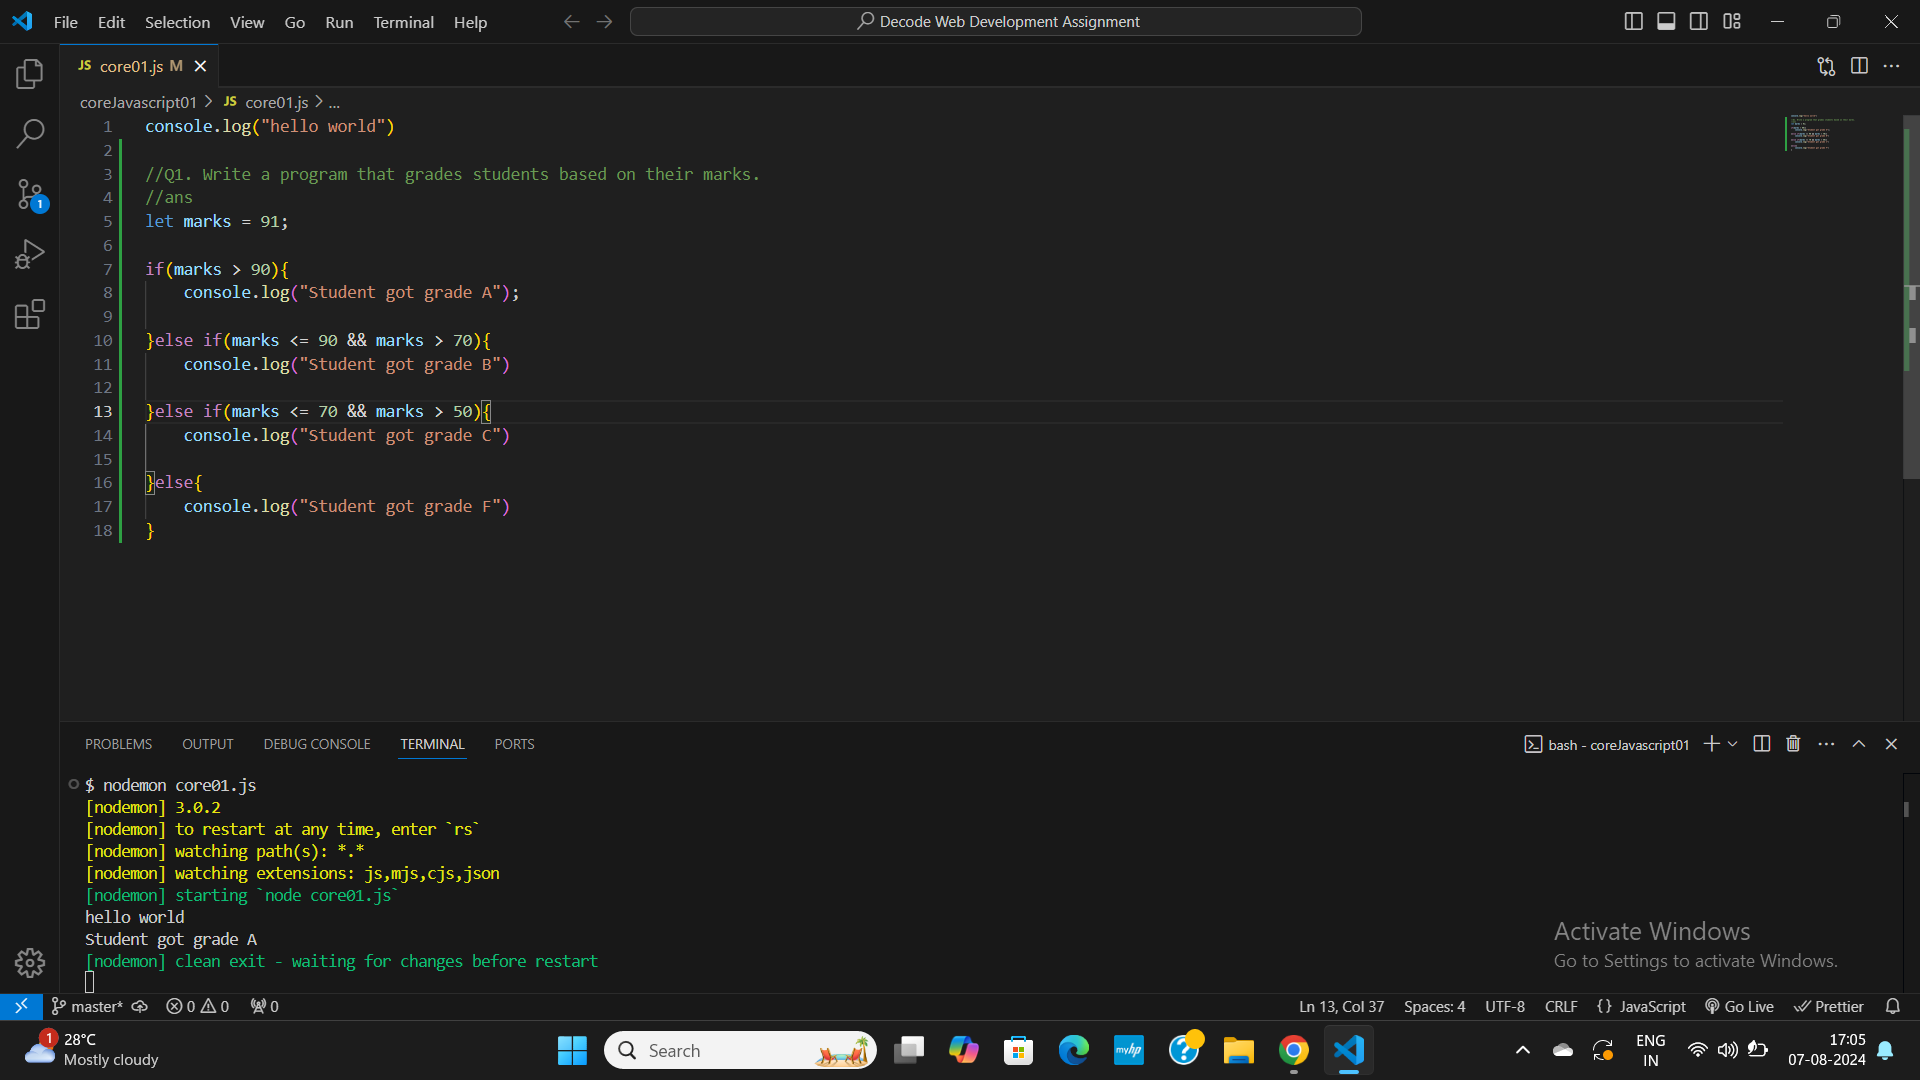 File Edit Selection View Go Run Terminal Help
Decode Web Development Assignment
JS core01.js M
coreJavascript01 > JS core01.js > ...
1 console.log("hello world")
2
3 //Q1. Write a program that grades students based on their marks.
4 //ans
5 let marks = 91;
6
7 if(marks > 90){
8     console.log("Student got grade A");
9
10 }else if(marks <= 90 && marks > 70){
11     console.log("Student got grade B")
12
13 }else if(marks <= 70 && marks > 50){
14     console.log("Student got grade C")
15
16 }else{
17     console.log("Student got grade F")
18 }
1
PROBLEMS OUTPUT DEBUG CONSOLE TERMINAL PORTS
bash - coreJavascript01
$ nodemon core01.js
[nodemon] 3.0.2
[nodemon] to restart at any time, enter `rs`
[nodemon] watching path(s): *.*
[nodemon] watching extensions: js,mjs,cjs,json
[nodemon] starting `node core01.js`
hello world
Student got grade A
[nodemon] clean exit - waiting for changes before restart
Activate Windows
Go to Settings to activate Windows.
master* 0 0 0
Ln 13, Col 37 Spaces: 4 UTF-8 CRLF {} JavaScript Go Live Prettier
1
28°C
Mostly cloudy
Search
myhp
ENG
IN
17:05
07-08-2024